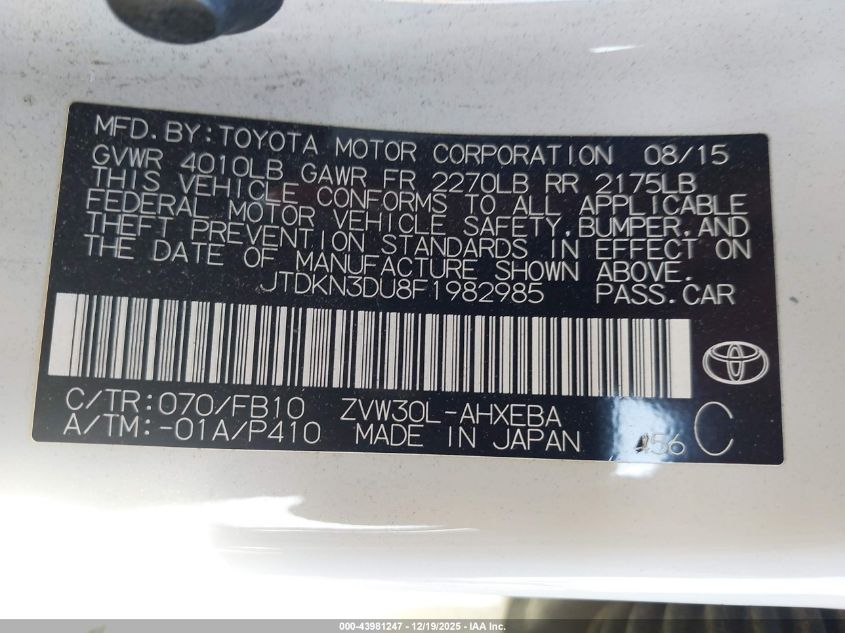 MFD. BY: TOYOTA MOTOR CORPORATION 08/15
GVWR 4010LB GAWR FR 2270LB RR 2175LB
THIS VEHICLE CONFORMS TO ALL APPLICABLE
FEDERAL MOTOR VEHICLE SAFETY, BUMPER, AND
THEFT PREVENTION STANDARDS IN EFFECT ON
THE DATE OF MANUFACTURE SHOWN ABOVE.
JTDKN3DU8F1982985 PASS.CAR
C/TR: 070/FB10 ZVW30L-AHXEBA
A/TM: -01A/P410 MADE IN JAPAN 456 C
000-43981247 - 12/19/2025 - IAA Inc.